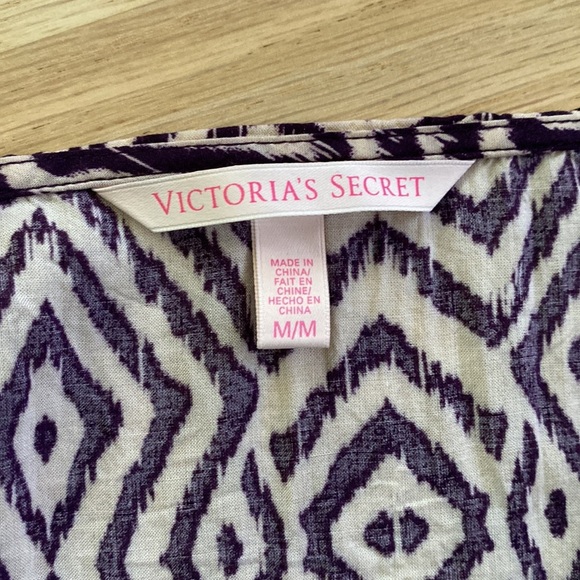 VICTORIA'S SECRET
MADE IN
CHINA/
FAIT EN
CHINE/
HECHO EN
CHINA
M/M